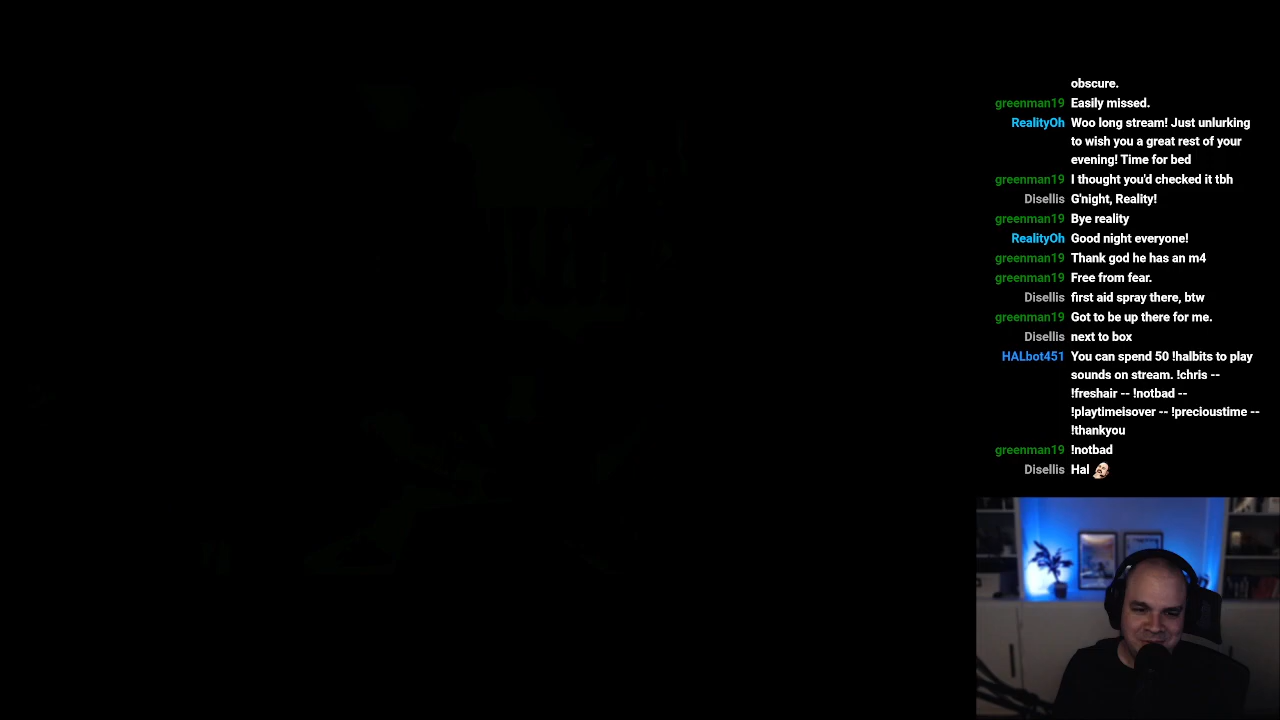 obscure.
greenman19 Easily missed.
RealityOh Woo long stream! Just unlurking
to wish you a great rest of your
evening! Time for bed
greenman19 I thought you'd checked it tbh
Disellis G'night, Reality!
greenman19 Bye reality
RealityOh Good night everyone!
greenman19 Thank god he has an m4
greenman19 Free from fear.
Disellis first aid spray there, btw
greenman19 Got to be up there for me.
Disellis next to box
HALbot451 You can spend 50 !halbits to play
sounds on stream. !chris --
!freshair -- !notbad --
!playtimeisover -- !precioustime --
!thankyou
greenman19 !notbad
Disellis Hal